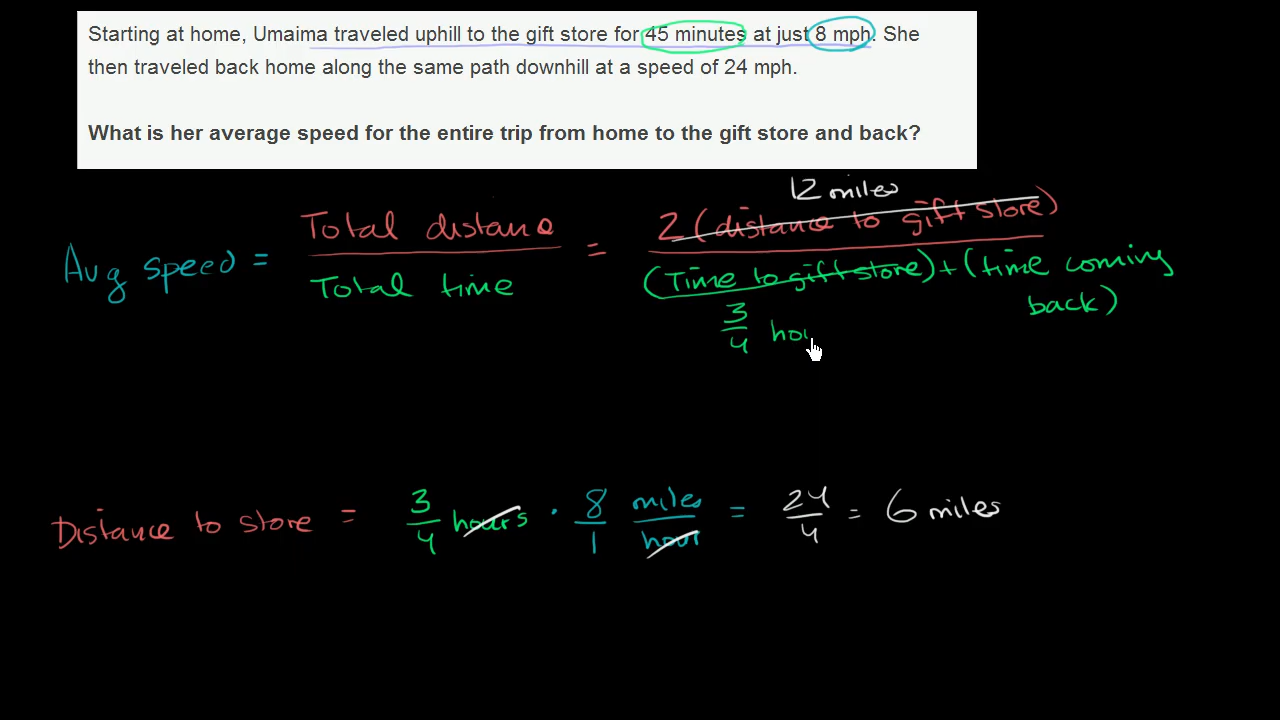 Starting at home, Umaima traveled uphill to the gift store for 45 minutes at just 8 mph. She
then traveled back home along the same path downhill at a speed of 24 mph.
What is her average speed for the entire trip from home to the gift store and back?
12 miles
Avg speed = Total distance / Total time = 2 (distance to gift store) / (Time to gift store) + (time coming
back)
3/4 hou
Distance to store = 3/4 hours · 8/1 miles/hour = 24/4 = 6 miles